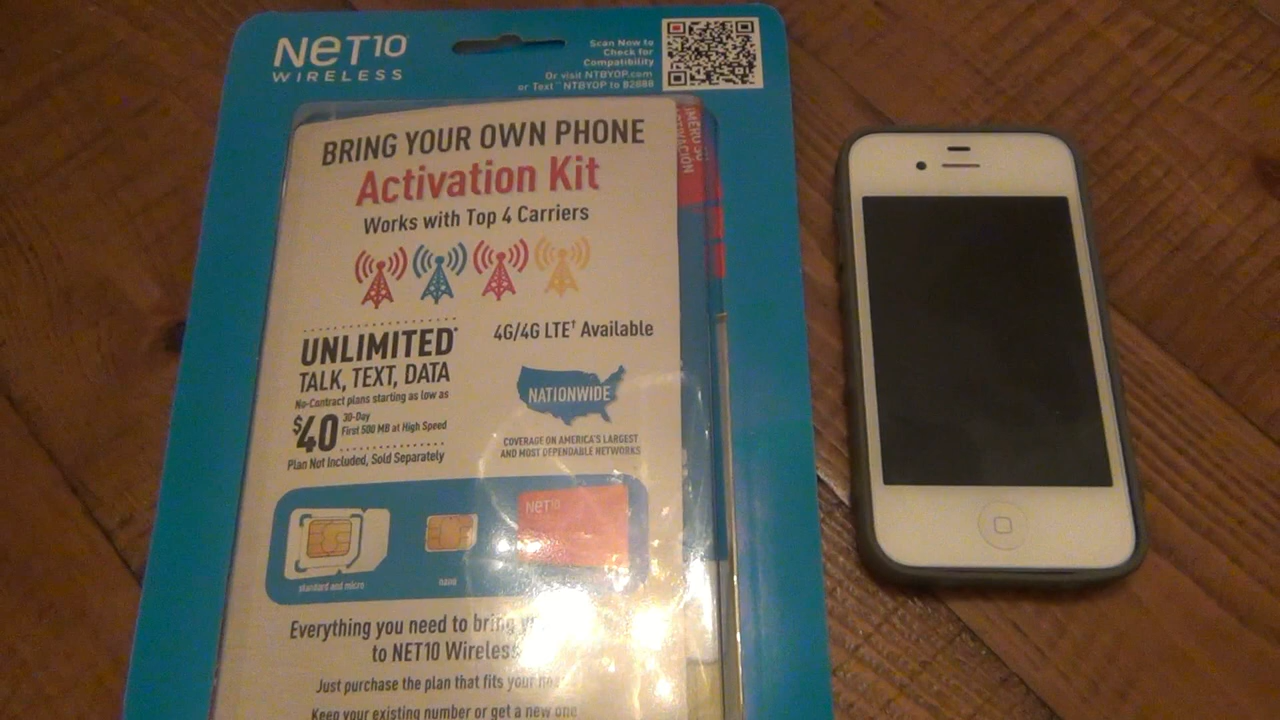 NET10
WIRELESS
Scan Now to
Check for
Compatibility
Or visit NTBYOP.com
or Text NTBYOP to 82888
BRING YOUR OWN PHONE
Activation Kit
Works with Top 4 Carriers
UNLIMITED*
TALK, TEXT, DATA
No-Contract plans starting as low as
$40 30-Day
First 500 MB at High Speed
Plan Not Included, Sold Separately
4G/4G LTE† Available
NATIONWIDE
COVERAGE ON AMERICA'S LARGEST
AND MOST DEPENDABLE NETWORKS
standard and micro
nano
NET10
Everything you need to bring
to NET10 Wireless
Just purchase the plan that fits your
Keep your existing number or get a new one